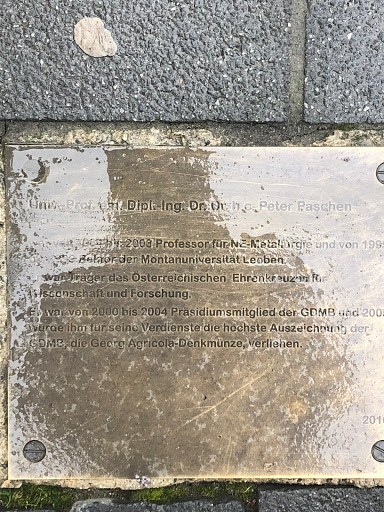 Univ. Prof. i.R. Dipl.-Ing. Dr. Dr. h.c. Peter Paschen
bis 2003 Professor für NE-Metallurgie und von 199
Rektor der Montanuniversität Leoben.
Er war Träger des Österreichischen Ehrenkreuzes für
Wissenschaft und Forschung.
Er war von 2000 bis 2004 Präsidiumsmitglied der GDMB und 200
wurde ihm für seine Verdienste die höchste Auszeichnung der
GDMB, die Georg Agricola-Denkmünze, verliehen.
201